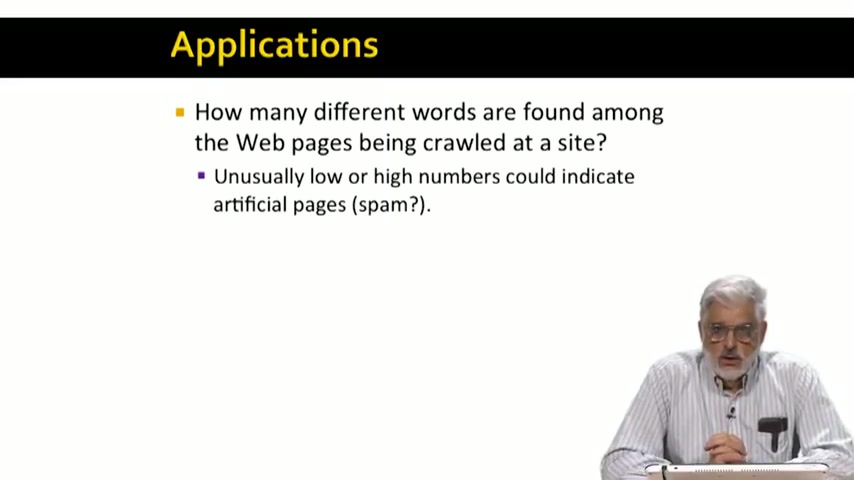 Applications
How many different words are found among
the Web pages being crawled at a site?
Unusually low or high numbers could indicate
artificial pages (spam?).